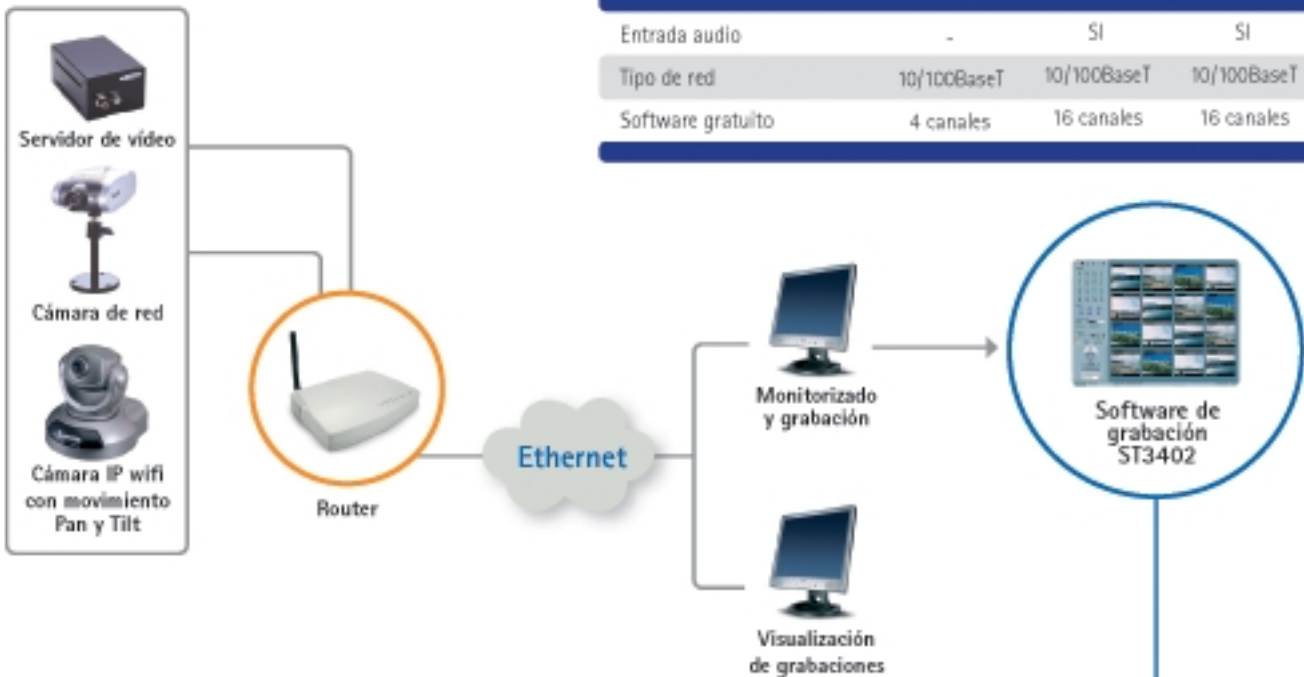 Entrada audio - SI SI
Tipo de red 10/100BaseT 10/100BaseT 10/100BaseT
Software gratuito 4 canales 16 canales 16 canales
Servidor de vídeo
Cámara de red
Cámara IP wifi
con movimiento
Pan y Tilt
Router
Ethernet
Monitorizado
y grabación
Visualización
de grabaciones
Software de
grabación
ST3402